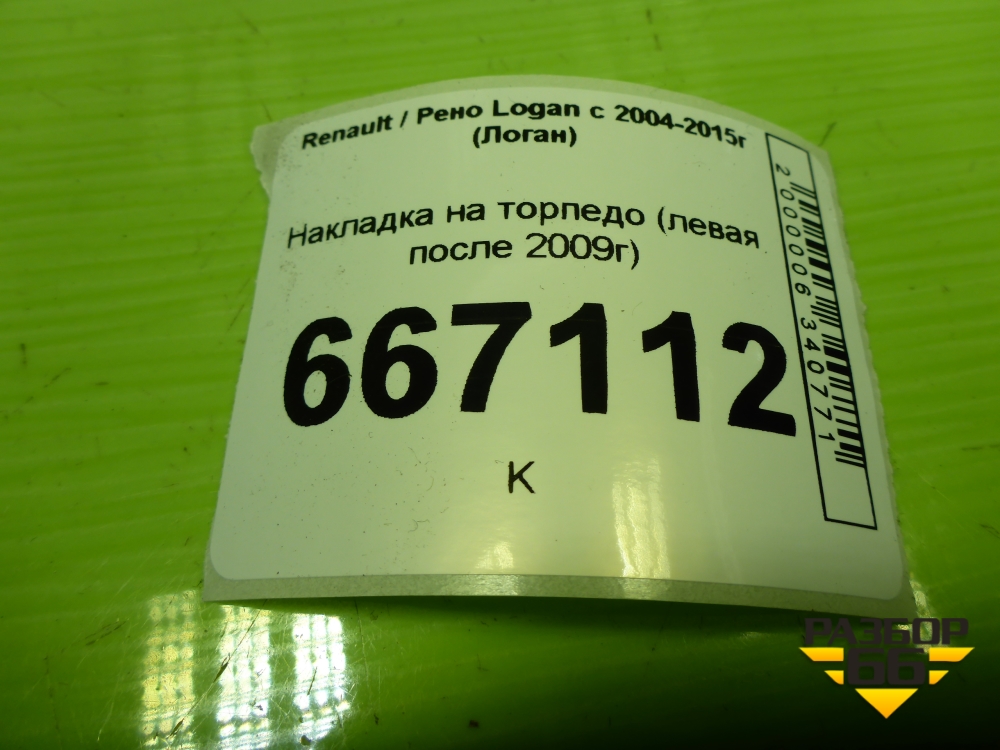 Renault / Рено Logan с 2004-2015г
(Логан)
Накладка на торпедо (левая
после 2009г)
667112
К
2000006340771
РАЗБОР
66